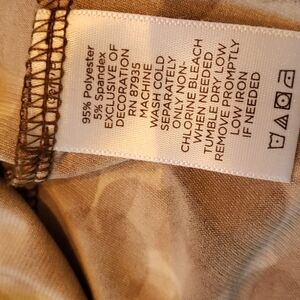 95% Polyester
5% Spandex
EXCLUSIVE OF
DECORATION
RN 87935
MACHINE
WASH COLD
SEPARATELY
ONLY NON-
CHLORINE BLEACH
WHEN NEEDED
TUMBLE DRY LOW
REMOVE PROMPTLY
LOW IRON
IF NEEDED